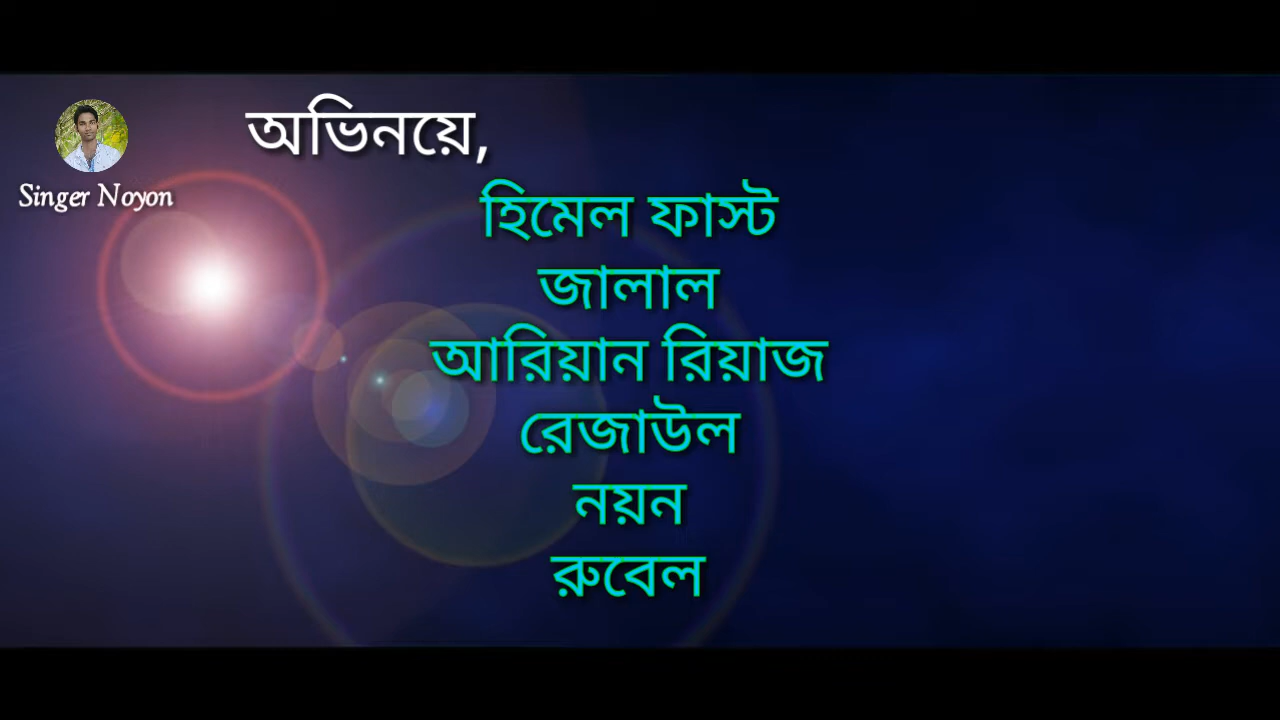 অভিনয়ে,
Singer Noyon
হিমেল ফাস্ট
জালাল
আরিয়ান রিয়াজ
রেজাউল
নয়ন
রুবেল